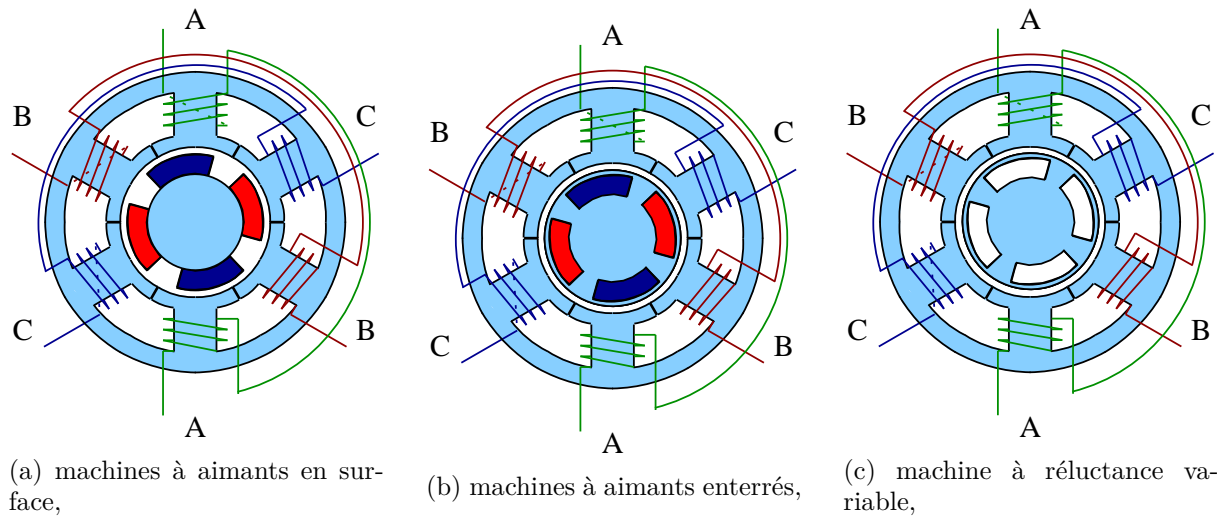 A
B
C
C
B
A
(a) machines à aimants en sur-
face,
A
B
C
C
B
A
(b) machines à aimants enterrés,
A
B
C
C
B
A
(c) machine à réluctance va-
riable,